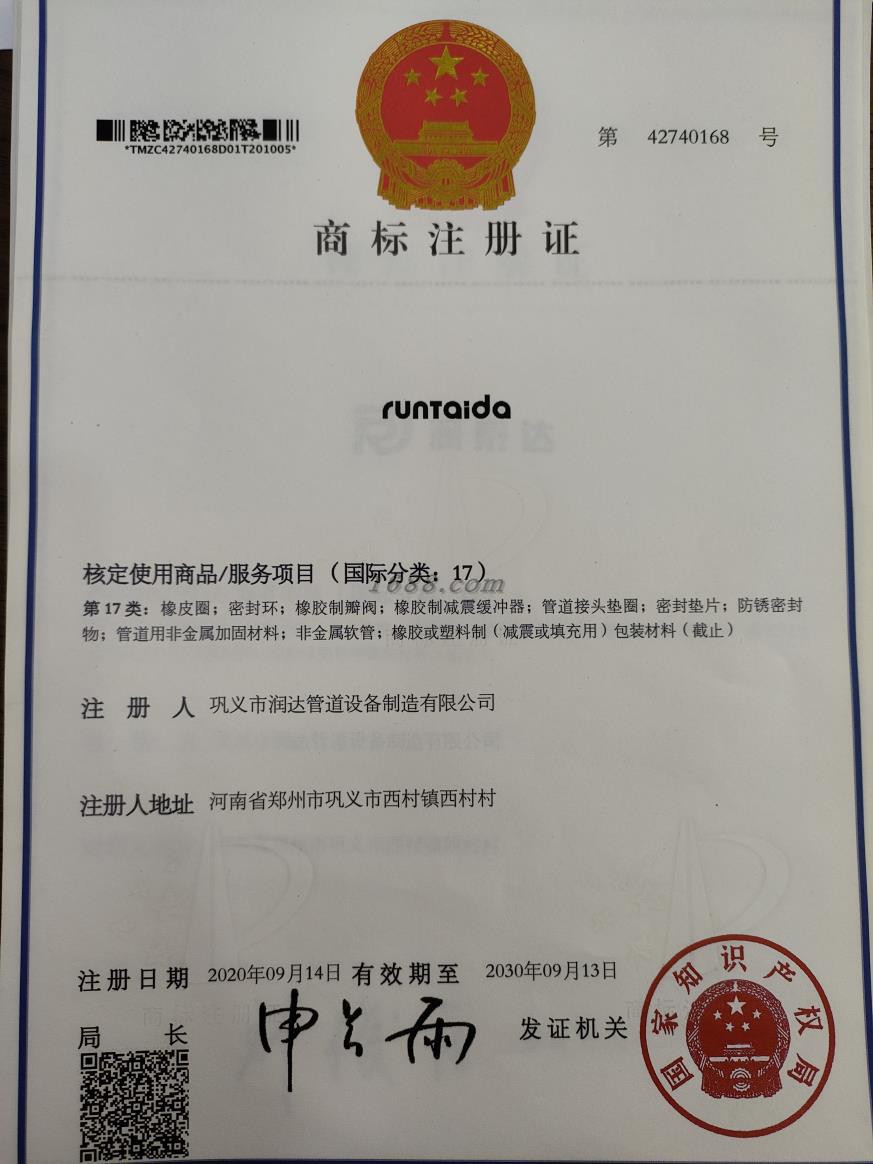 *TMZC42740168D01T201005*
第 42740168 号
商标注册证
runTaida
核定使用商品/服务项目（国际分类：17）
1688.com
第 17 类：橡皮圈；密封环；橡胶制瓣阀；橡胶制减震缓冲器；管道接头垫圈；密封垫片；防锈密封
物；管道用非金属加固材料；非金属软管；橡胶或塑料制（减震或填充用）包装材料（截止）
注册人 巩义市润达管道设备制造有限公司
注册人地址 河南省郑州市巩义市西村镇西村村
注册日期 2020年09月14日 有效期至 2030年09月13日
局长 申长雨 发证机关
国家知识产权局